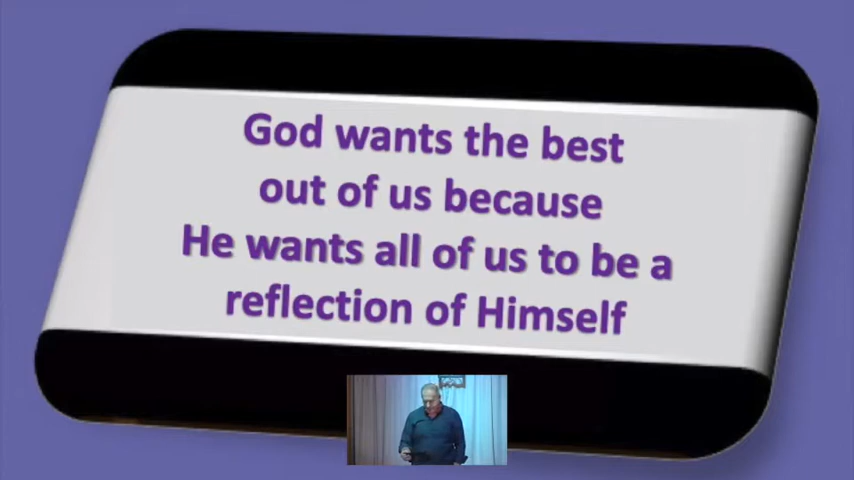 God wants the best
out of us because
He wants all of us to be a
reflection of Himself